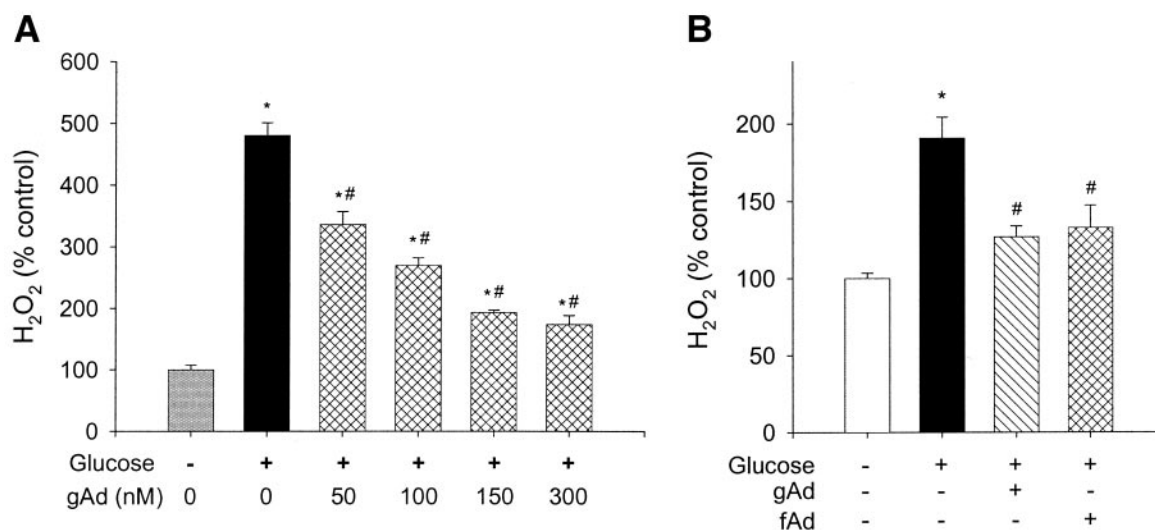 A
H2O2 (% control)
600
500
400
300
200
100
0
*
*#
*#
*#
*#
Glucose - + + + + +
gAd (nM) 0 0 50 100 150 300
B
H2O2 (% control)
200
150
100
50
0
*
#
#
Glucose - + + +
gAd - - + -
fAd - - - +